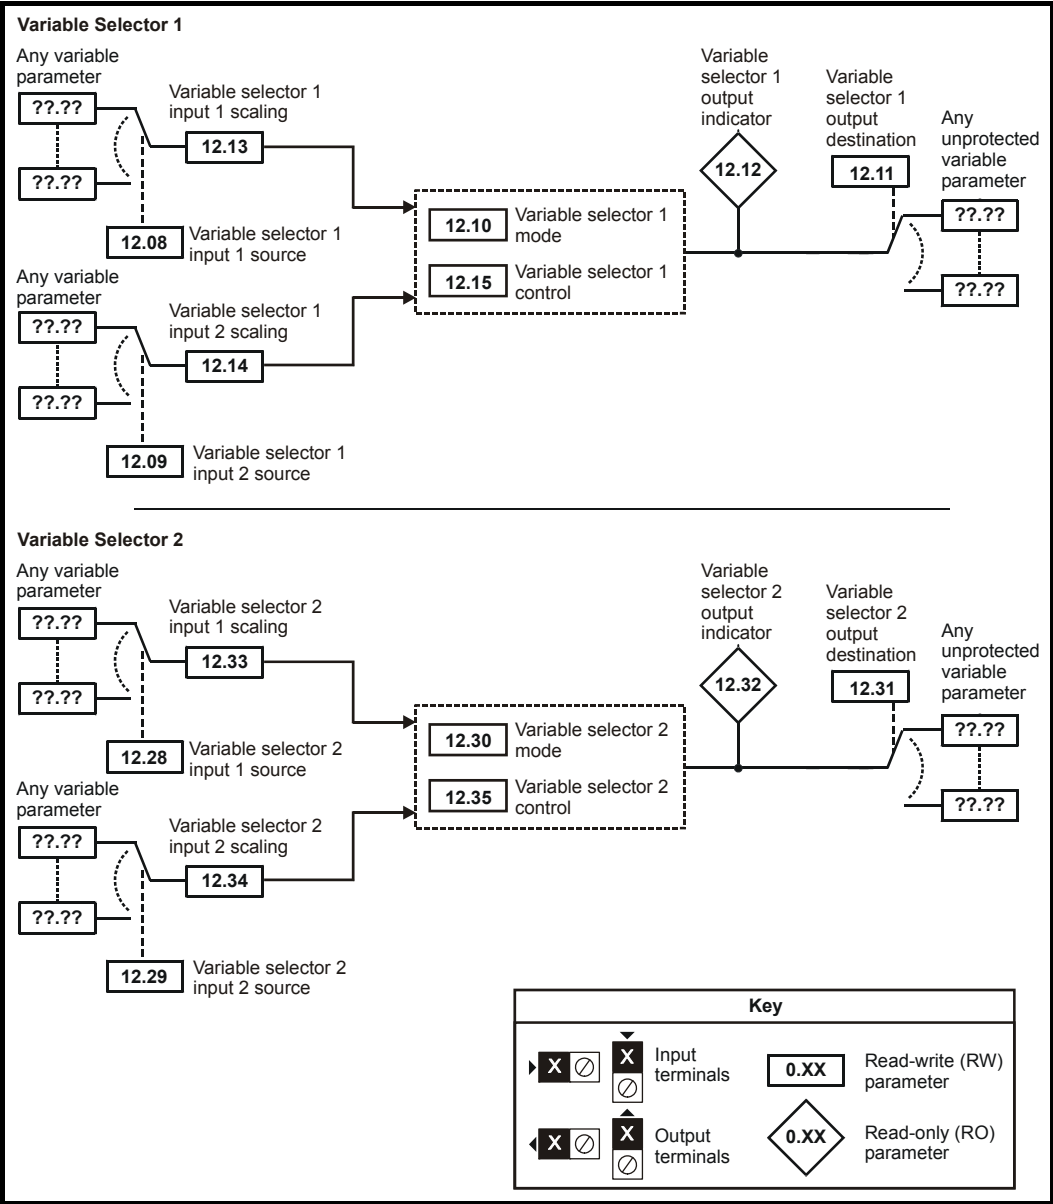 Variable Selector 1
Any variable
parameter
??.??
??.??
Variable selector 1
input 1 scaling
12.13
12.08
Variable selector 1
input 1 source
Any variable
parameter
??.??
??.??
Variable selector 1
input 2 scaling
12.14
12.09
Variable selector 1
input 2 source
12.10
Variable selector 1
mode
12.15
Variable selector 1
control
Variable
selector 1
output
indicator
12.12
Variable
selector 1
output
destination
12.11
Any
unprotected
variable
parameter
??.??
??.??
Variable Selector 2
Any variable
parameter
??.??
??.??
Variable selector 2
input 1 scaling
12.33
12.28
Variable selector 2
input 1 source
Any variable
parameter
??.??
??.??
Variable selector 2
input 2 scaling
12.34
12.29
Variable selector 2
input 2 source
12.30
Variable selector 2
mode
12.35
Variable selector 2
control
Variable
selector 2
output
indicator
12.32
Variable
selector 2
output
destination
12.31
Any
unprotected
variable
parameter
??.??
??.??
Key
X
X
Input
terminals
0.XX
Read-write (RW)
parameter
X
X
Output
terminals
0.XX
Read-only (RO)
parameter